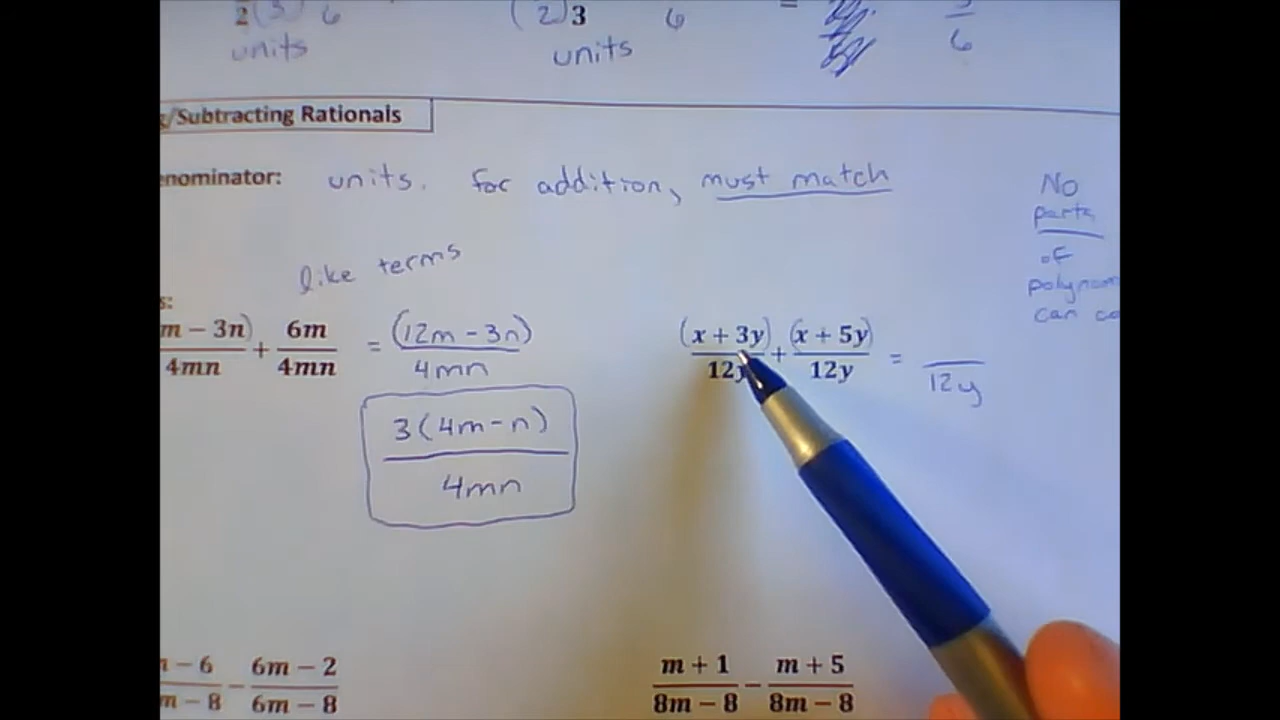 2(3) 6 (2)3 6 = 5/6
units units
g/Subtracting Rationals
enominator: units. for addition, must match
No
parts
of
polynom
can co
like terms
s:
m − 3n)/4mn + 6m/4mn = (12m − 3n)/4mn
3(4m − n)/4mn
(x + 3y)/12y + (x + 5y)/12y = /12y
− 6/m − 8 − 6m − 2/6m − 8
m + 1/8m − 8 − m + 5/8m − 8